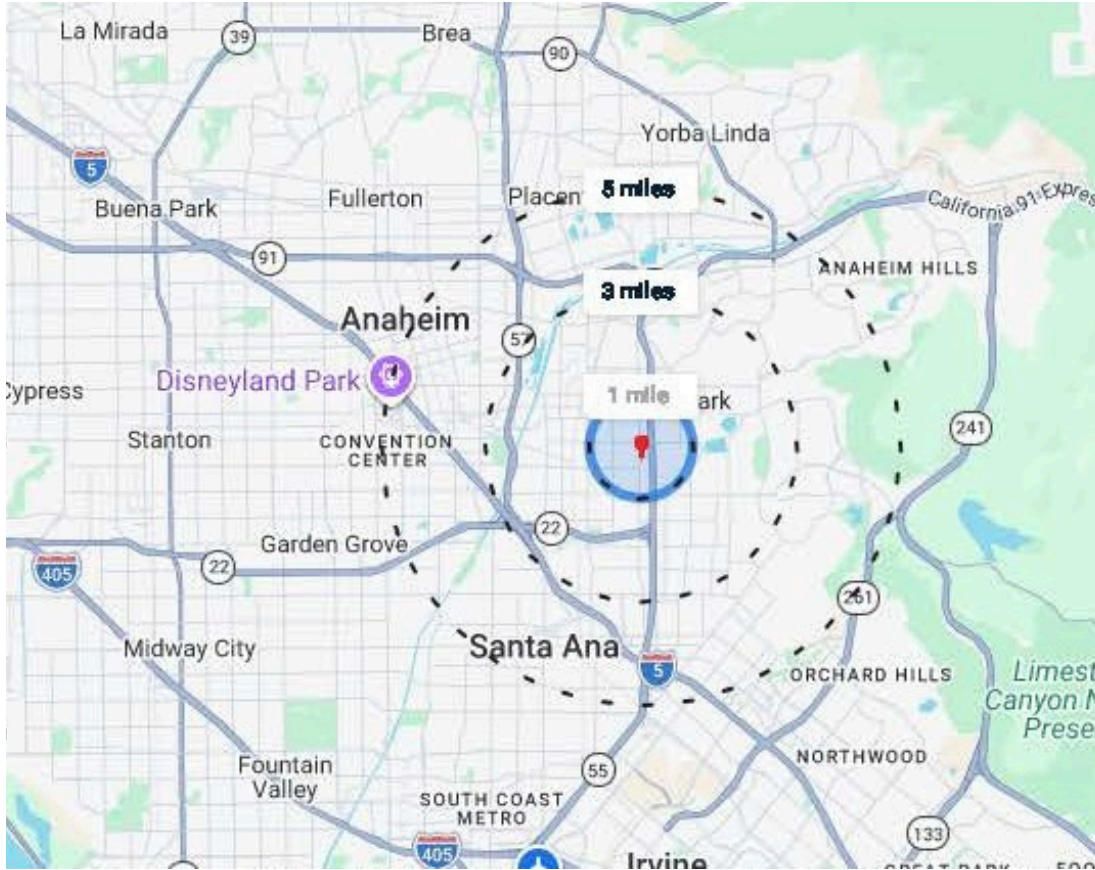 La Mirada
39
Brea
90
Yorba Linda
5
5 miles
Fullerton
Placen
Buena Park
California 91 Expres
91
ANAHEIM HILLS
3 miles
Anaheim
57
Disneyland Park
1 mile
ark
Cypress
Stanton
CONVENTION
CENTER
241
22
Garden Grove
22
405
261
Midway City
Santa Ana
5
ORCHARD HILLS
Limest
Canyon N
Prese
NORTHWOOD
Fountain
Valley
55
SOUTH COAST
METRO
133
405
Irvine
GREAT PARK